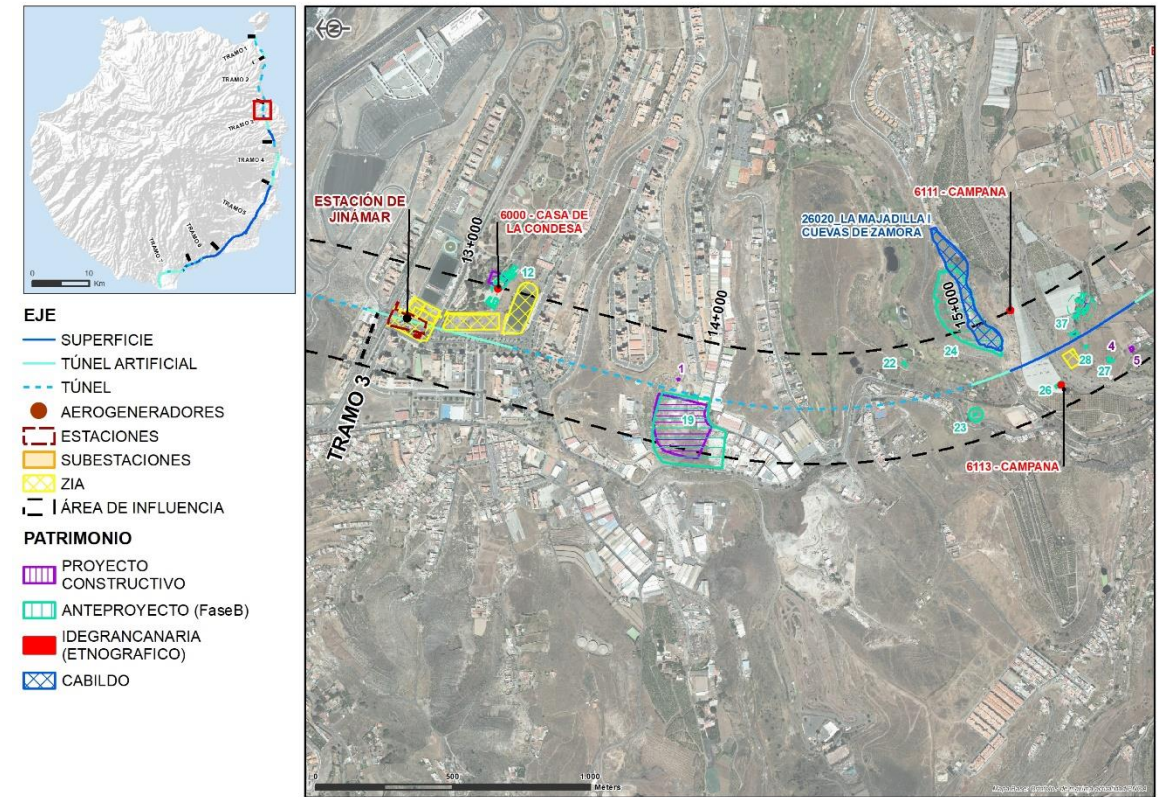 TRAMO 1
TRAMO 2
TRAMO 3
TRAMO 4
TRAMO 5
TRAMO 6
TRAMO 7
0 10
Km
EJE
SUPERFICIE
TÚNEL ARTIFICIAL
TÚNEL
AEROGENERADORES
ESTACIONES
SUBESTACIONES
ZIA
ÁREA DE INFLUENCIA
PATRIMONIO
PROYECTO
CONSTRUCTIVO
ANTEPROYECTO (FaseB)
IDEGRANCANARIA
(ETNOGRAFICO)
CABILDO
N
ESTACIÓN DE
JINÁMAR
13+000
6000 - CASA DE
LA CONDESA
12
TRAMO 3
1
19
14+000
26020_LA MAJADILLA I
CUEVAS DE ZAMORA
6111 - CAMPANA
15+000
22
24
23
37
28
4
5
27
26
6113 - CAMPANA
0 500 1.000
Meters